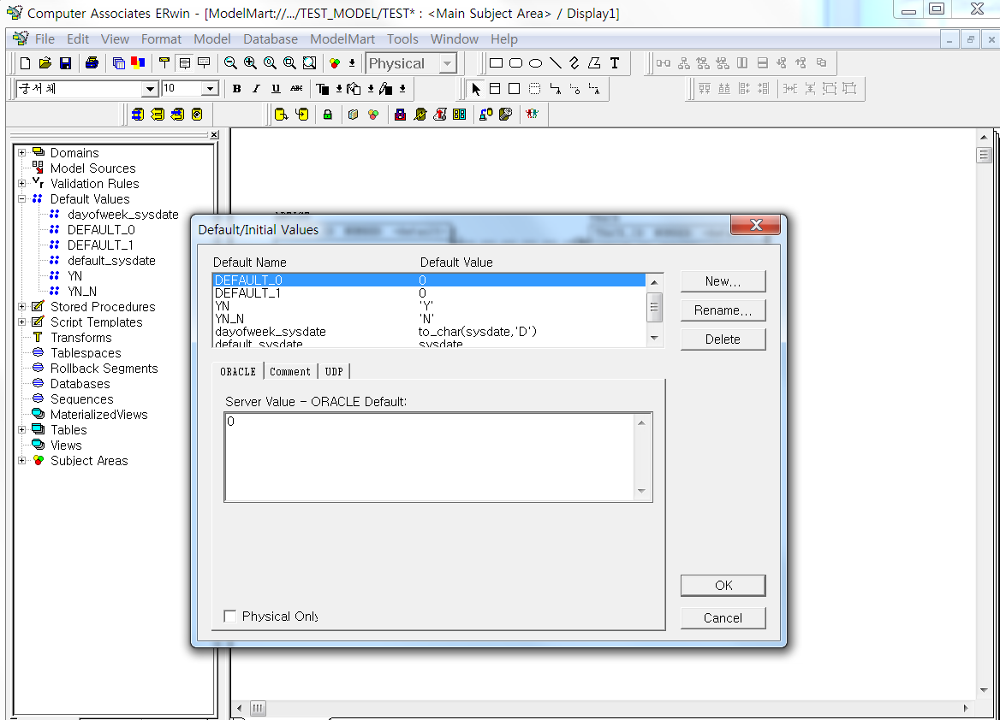 Computer Associates ERwin - [ModelMart://.../TEST_MODEL/TEST* : <Main Subject Area> / Display1]
File Edit View Format Model Database ModelMart Tools Window Help
Physical
궁서체 10 B I U ABC T
Domains
Model Sources
Validation Rules
Default Values
dayofweek_sysdate
DEFAULT_0
DEFAULT_1
default_sysdate
YN
YN_N
Stored Procedures
Script Templates
Transforms
Tablespaces
Rollback Segments
Databases
Sequences
MaterializedViews
Tables
Views
Subject Areas
Default/Initial Values
Default Name Default Value
DEFAULT_0 0
DEFAULT_1 0
YN 'Y'
YN_N 'N'
dayofweek_sysdate to_char(sysdate,'D')
default_sysdate sysdate
New...
Rename...
Delete
ORACLE Comment UDP
Server Value - ORACLE Default:
0
Physical Only
OK
Cancel